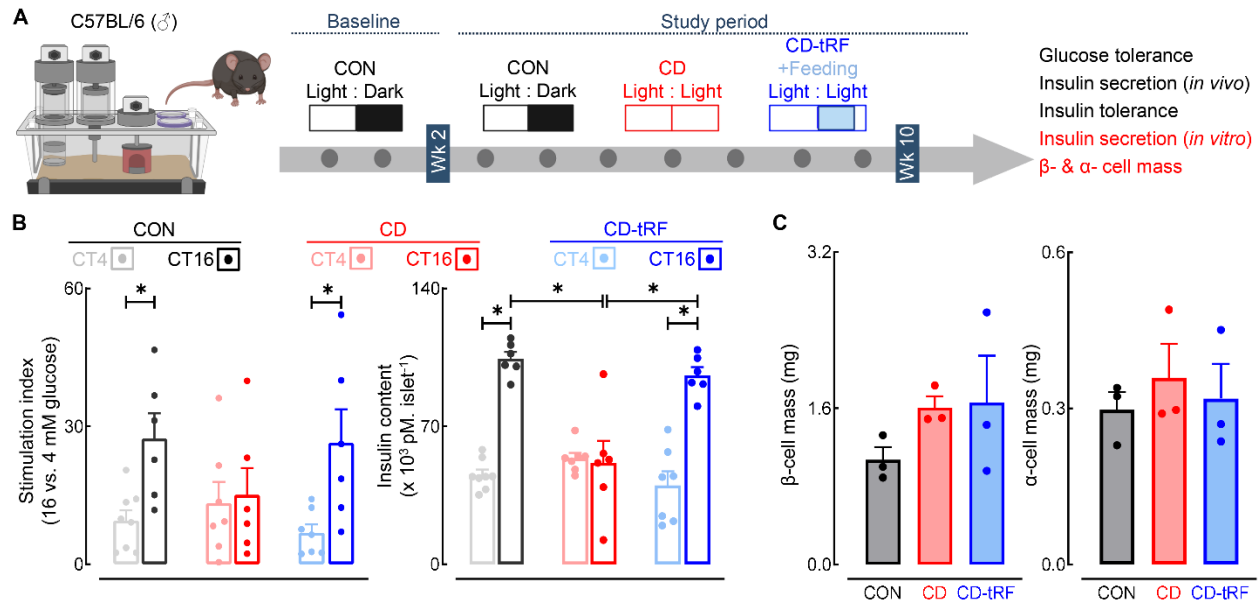 A
C57BL/6 (♂)
Baseline
Study period
CON
Light : Dark
CON
Light : Dark
CD
Light : Light
CD-tRF
+Feeding
Light : Light
Wk 2
Wk 10
Glucose tolerance
Insulin secretion (in vivo)
Insulin tolerance
Insulin secretion (in vitro)
β- & α- cell mass
B
CON
CD
CD-tRF
CT4
CT16
CT4
CT16
CT4
CT16
Stimulation index
(16 vs. 4 mM glucose)
60
30
0
*
*
Insulin content
(x 10³ pM. islet⁻¹)
140
70
0
*
*
*
*
C
β-cell mass (mg)
3.2
1.6
0.0
CON
CD
CD-tRF
α-cell mass (mg)
0.6
0.3
0.0
CON
CD
CD-tRF